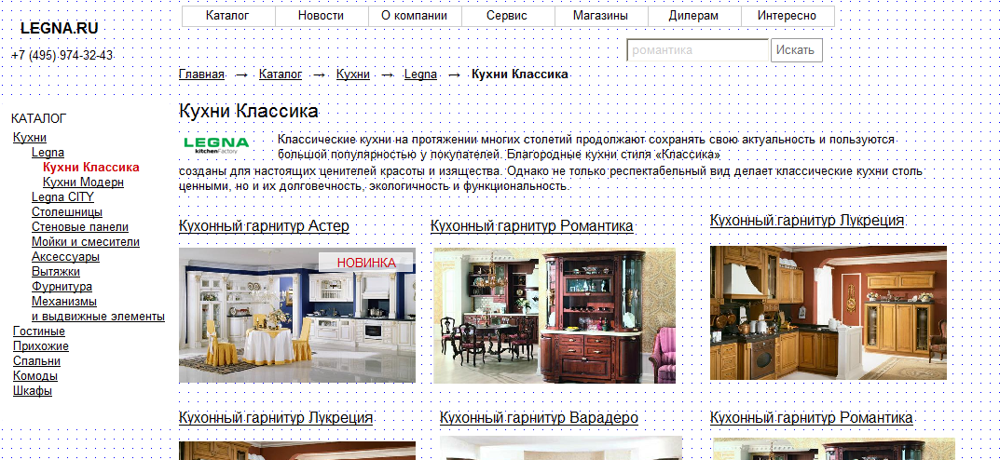 Каталог Новости О компании Сервис Магазины Дилерам Интересно
LEGNA.RU
+7 (495) 974-32-43
романтика Искать
Главная → Каталог → Кухни → Legna → Кухни Классика
КАТАЛОГ
Кухни
Legna
Кухни Классика
Кухни Модерн
Legna CITY
Столешницы
Стеновые панели
Мойки и смесители
Аксессуары
Вытяжки
Фурнитура
Механизмы
и выдвижные элементы
Гостиные
Прихожие
Спальни
Комоды
Шкафы
Кухни Классика
LEGNA
kitchenFactory
Классические кухни на протяжении многих столетий продолжают сохранять свою актуальность и пользуются
большой популярностью у покупателей. Благородные кухни стиля «Классика»
созданы для настоящих ценителей красоты и изящества. Однако не только респектабельный вид делает классические кухни столь
ценными, но и их долговечность, экологичность и функциональность.
Кухонный гарнитур Астер
Кухонный гарнитур Романтика
Кухонный гарнитур Лукреция
НОВИНКА
Кухонный гарнитур Лукреция
Кухонный гарнитур Варадеро
Кухонный гарнитур Романтика